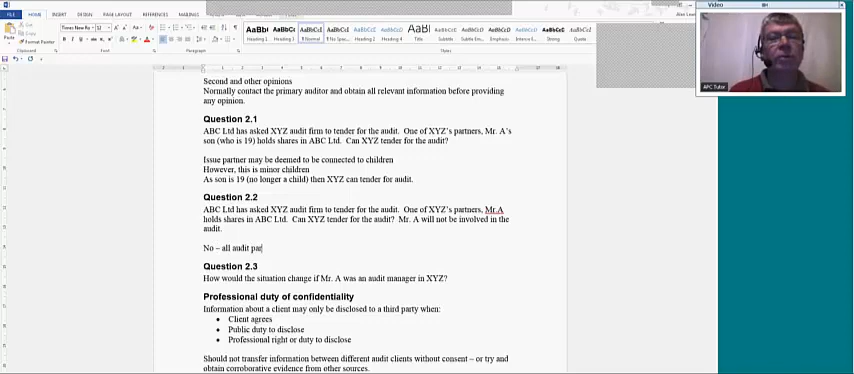 FILE HOME INSERT DESIGN PAGE LAYOUT REFERENCES MAILINGS
Video
Cut
Copy
Format Painter
Paste
Clipboard
Font
Paragraph
Styles
Heading 1
Heading 3
¶ Normal
Heading 2
Heading 4
Title
Strong
Quote
APC Tutor
Second and other opinions
Normally contact the primary auditor and obtain all relevant information before providing
any opinion.
Question 2.1
ABC Ltd has asked XYZ audit firm to tender for the audit. One of XYZ's partners, Mr. A's
son (who is 19) holds shares in ABC Ltd. Can XYZ tender for the audit?
Issue partner may be deemed to be connected to children
However, this is minor children
As son is 19 (no longer a child) then XYZ can tender for audit.
Question 2.2
ABC Ltd has asked XYZ audit firm to tender for the audit. One of XYZ's partners, Mr.A
holds shares in ABC Ltd. Can XYZ tender for the audit? Mr. A will not be involved in the
audit.
No – all audit par
Question 2.3
How would the situation change if Mr. A was an audit manager in XYZ?
Professional duty of confidentiality
Information about a client may only be disclosed to a third party when:
• Client agrees
• Public duty to disclose
• Professional right or duty to disclose
Should not transfer information between different audit clients without consent – or try and
obtain corroborative evidence from other sources.